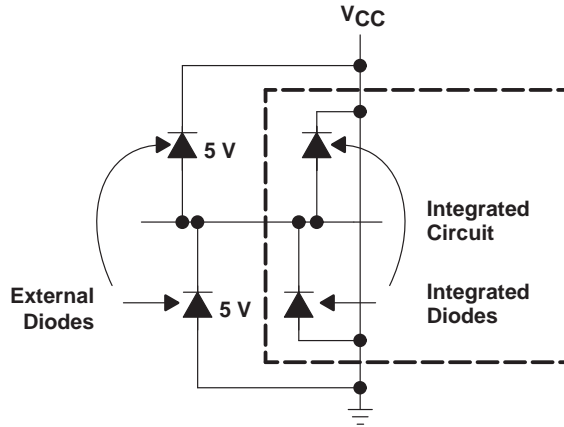 VCC
5 V
Integrated
Circuit
External
Diodes
5 V
Integrated
Diodes